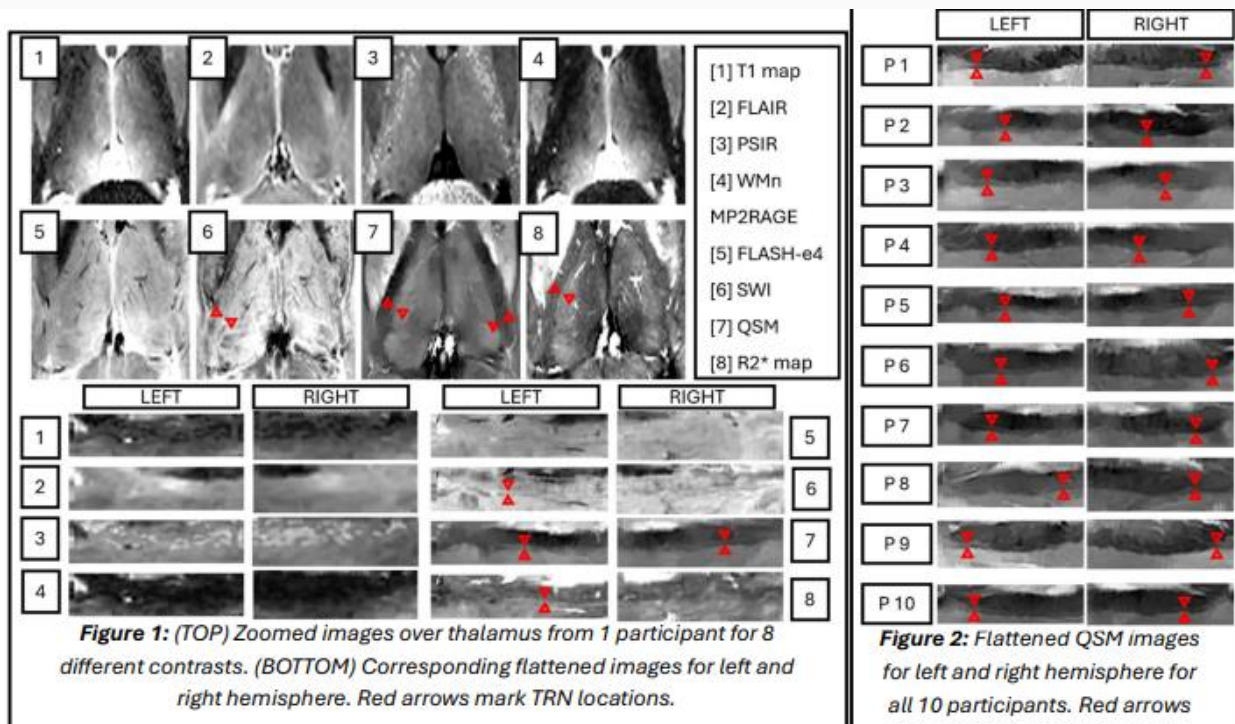 1
2
3
4
[1] T1 map
[2] FLAIR
[3] PSIR
[4] WMn
MP2RAGE
[5] FLASH-e4
[6] SWI
[7] QSM
[8] R2* map
5
6
7
8
LEFT
RIGHT
LEFT
RIGHT
1
5
2
6
3
7
4
8
Figure 1: (TOP) Zoomed images over thalamus from 1 participant for 8
different contrasts. (BOTTOM) Corresponding flattened images for left and
right hemisphere. Red arrows mark TRN locations.
LEFT
RIGHT
P 1
P 2
P 3
P 4
P 5
P 6
P 7
P 8
P 9
P 10
Figure 2: Flattened QSM images
for left and right hemisphere for
all 10 participants. Red arrows